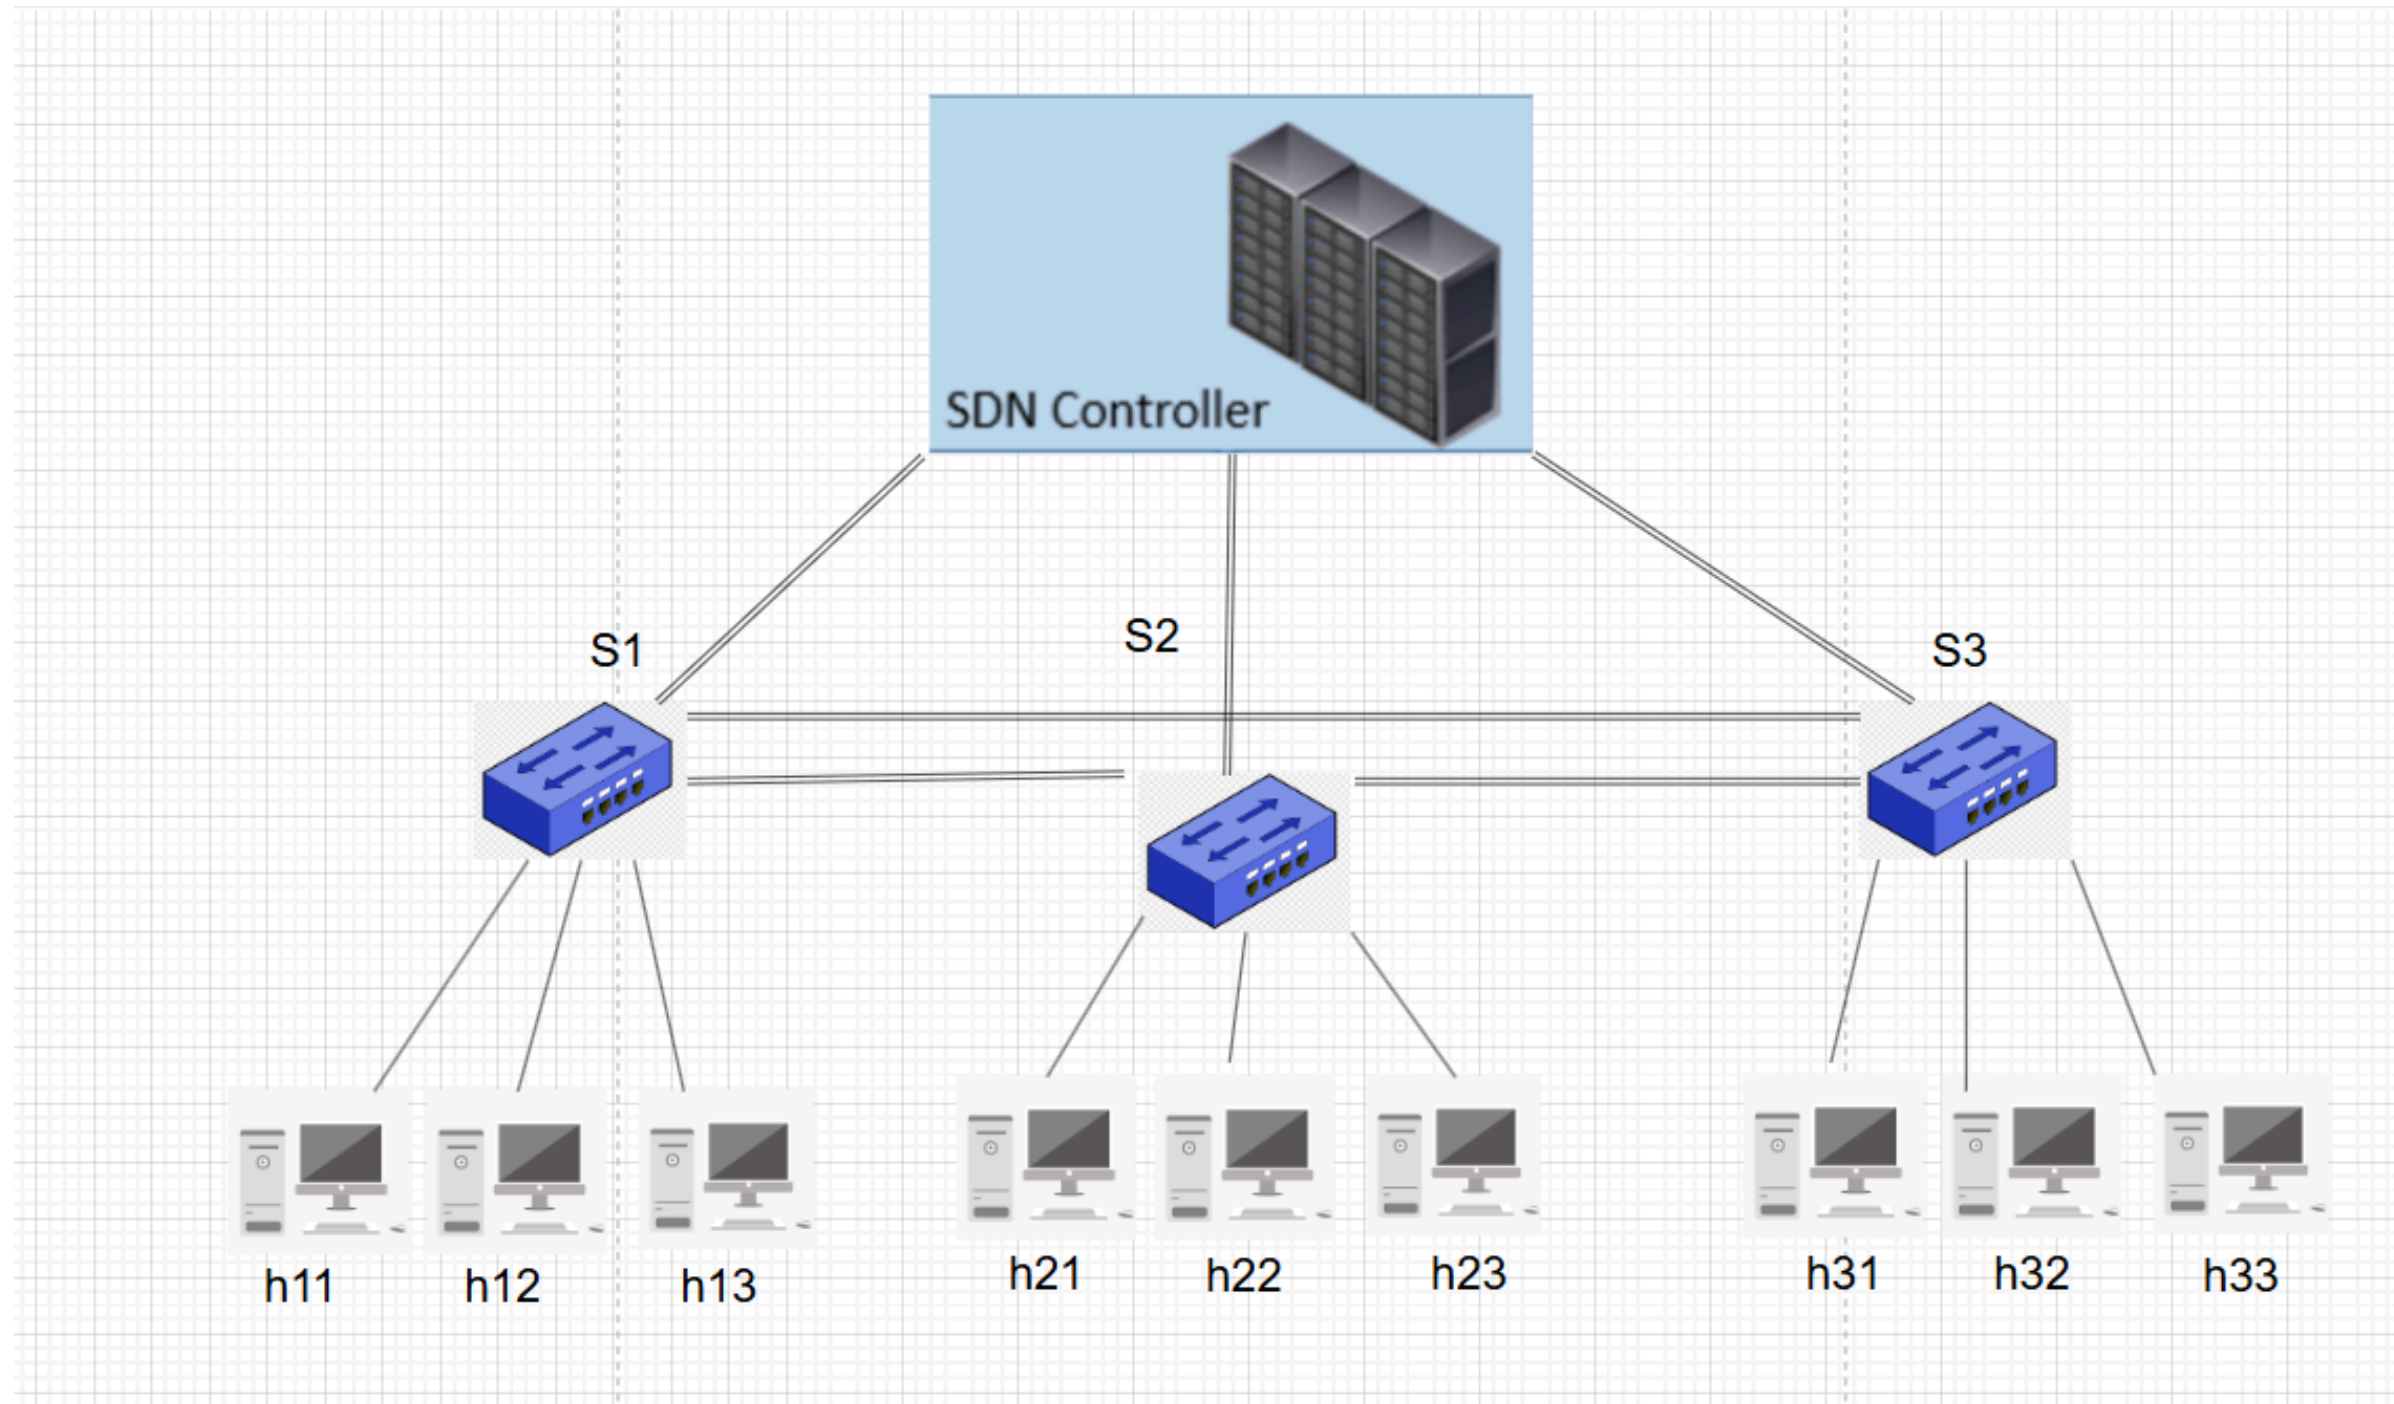 SDN Controller
S1
S2
S3
h11
h12
h13
h21
h22
h23
h31
h32
h33